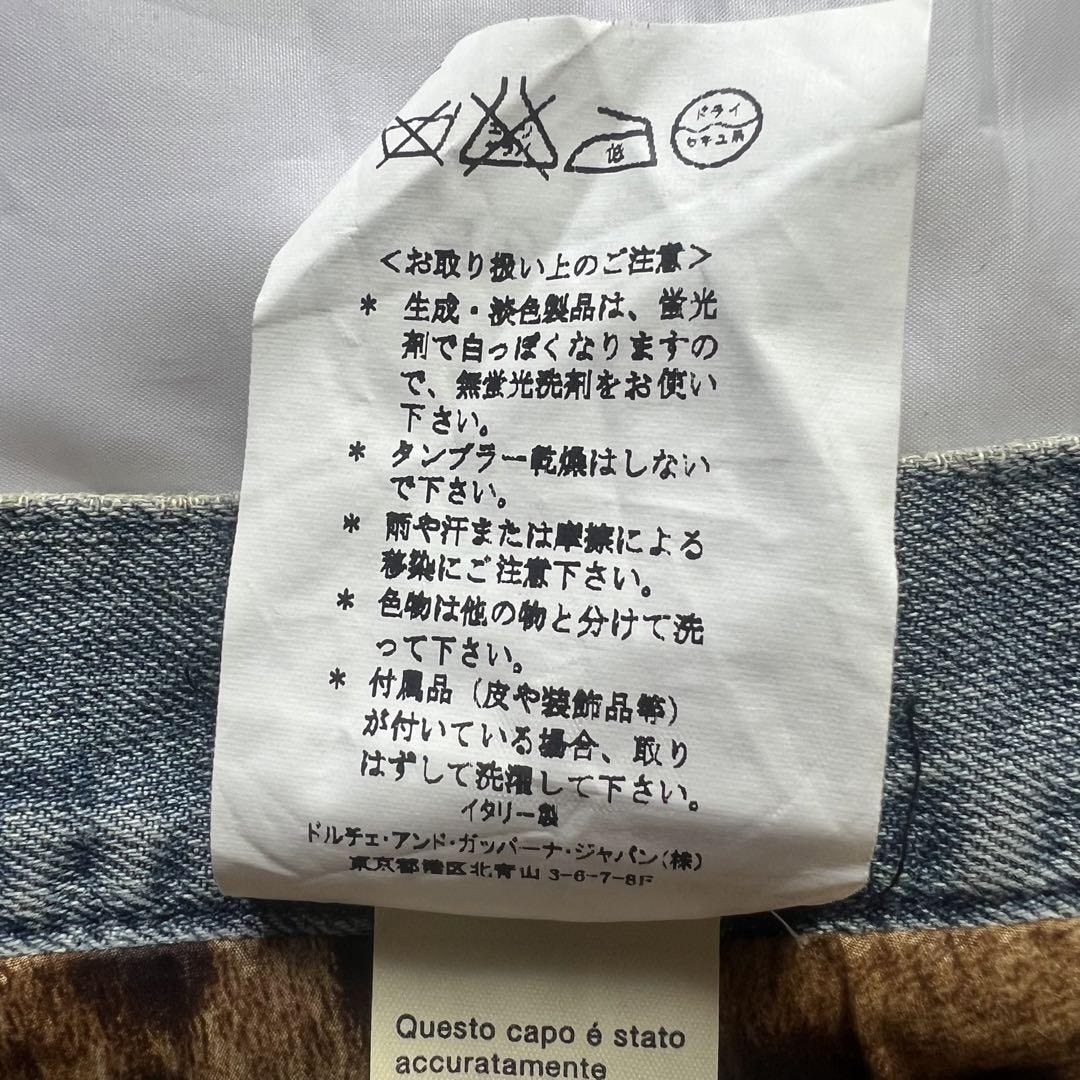 低
ドライ
セキユ系
<お取り扱い上のご注意>
* 生成・淡色製品は、蛍光
剤で白っぽくなりますの
で、無蛍光洗剤をお使い
下さい。
* タンブラー乾燥はしない
で下さい。
* 雨や汗または摩擦による
移染にご注意下さい。
* 色物は他の物と分けて洗
って下さい。
* 付属品(皮や装飾品等)
が付いている場合、取り
はずして洗濯して下さい。
イタリー製
ドルチェ・アンド・ガッバーナ・ジャパン(株)
東京都港区北青山 3-6-7-8F
Questo capo é stato
accuratamente